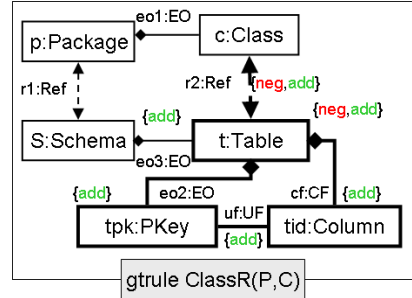 eo1:EO
p:Package
c:Class
r1:Ref
r2:Ref
{neg,add}
{add}
{neg,add}
S:Schema
t:Table
eo3:EO
{add}
eo2:EO
cf:CF
{add}
tpk:PKey
uf:UF
tid:Column
{add}
gtrule ClassR(P,C)